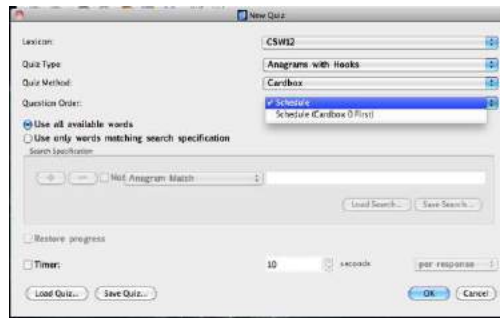 New Quiz
Lexicon: CSW12
Quiz Type: Anagrams with Hooks
Quiz Method: Cardbox
Question Order: ✓ Schedule
Schedule (Cardbox 0 First)
Use all available words
Use only words matching search specification
Search Specification
+ − Not Anagram Match
Load Search... Save Search...
Restore progress
Timer: 10 seconds per response
Load Quiz... Save Quiz... OK Cancel